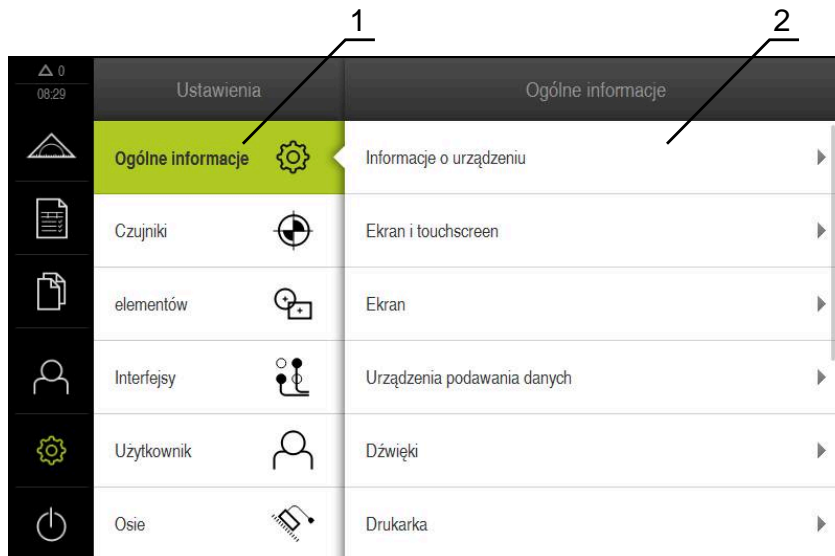 1
2
0
08:29
Ustawienia
Ogólne informacje
Ogólne informacje
Informacje o urządzeniu
Czujniki
Ekran i touchscreen
elementów
Ekran
Interfejsy
Urządzenia podawania danych
Użytkownik
Dźwięki
Osie
Drukarka